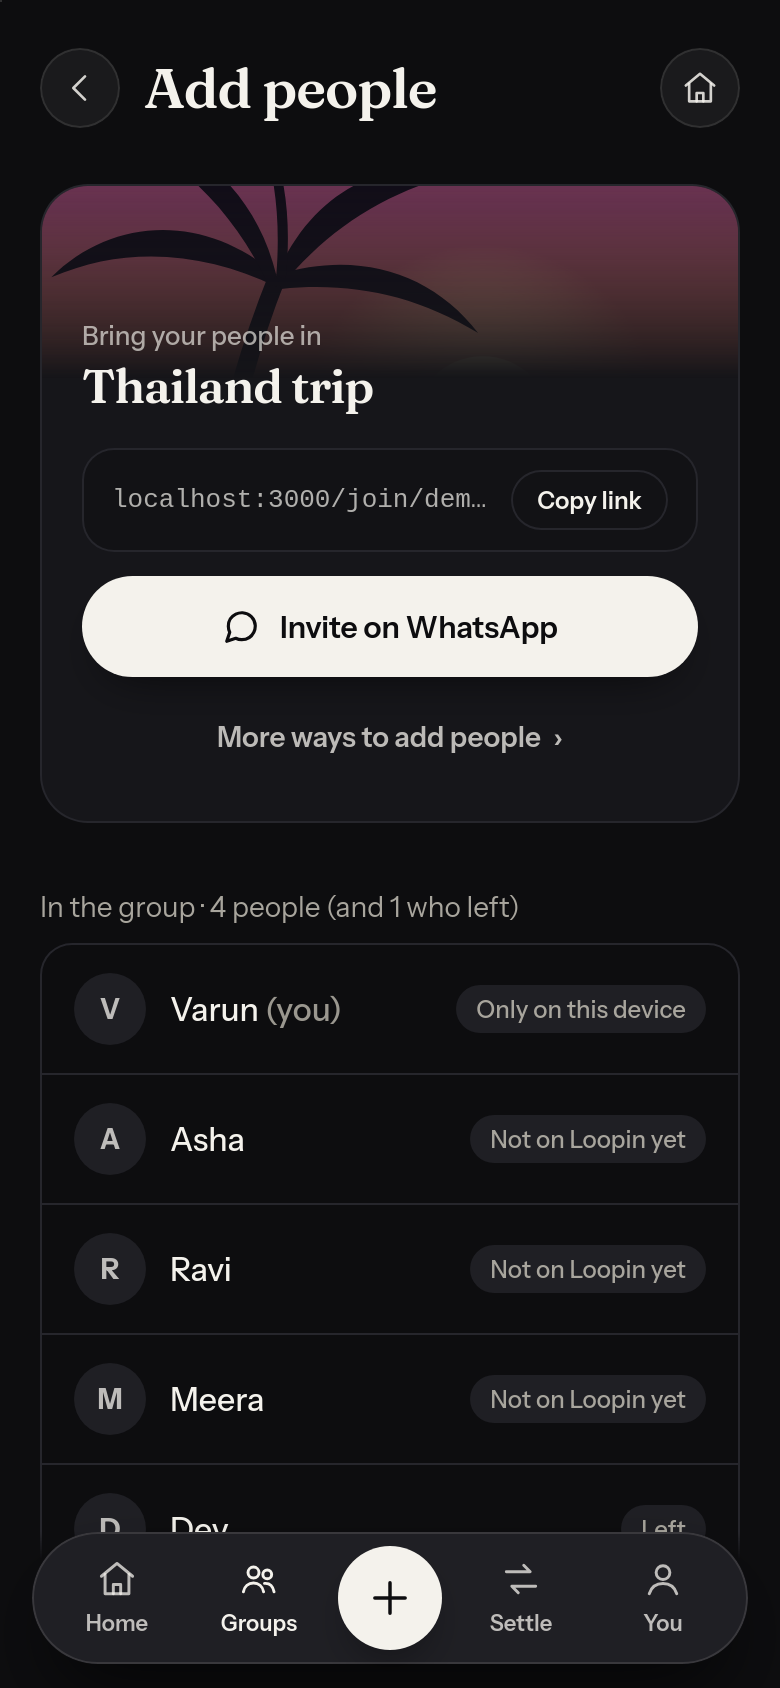 Add people
Bring your people in
Thailand trip
localhost:3000/join/dem…
Copy link
Invite on WhatsApp
More ways to add people ›
In the group · 4 people (and 1 who left)
V
Varun (you)
Only on this device
A
Asha
Not on Loopin yet
R
Ravi
Not on Loopin yet
M
Meera
Not on Loopin yet
D
Dev
Left
Home
Groups
Settle
You